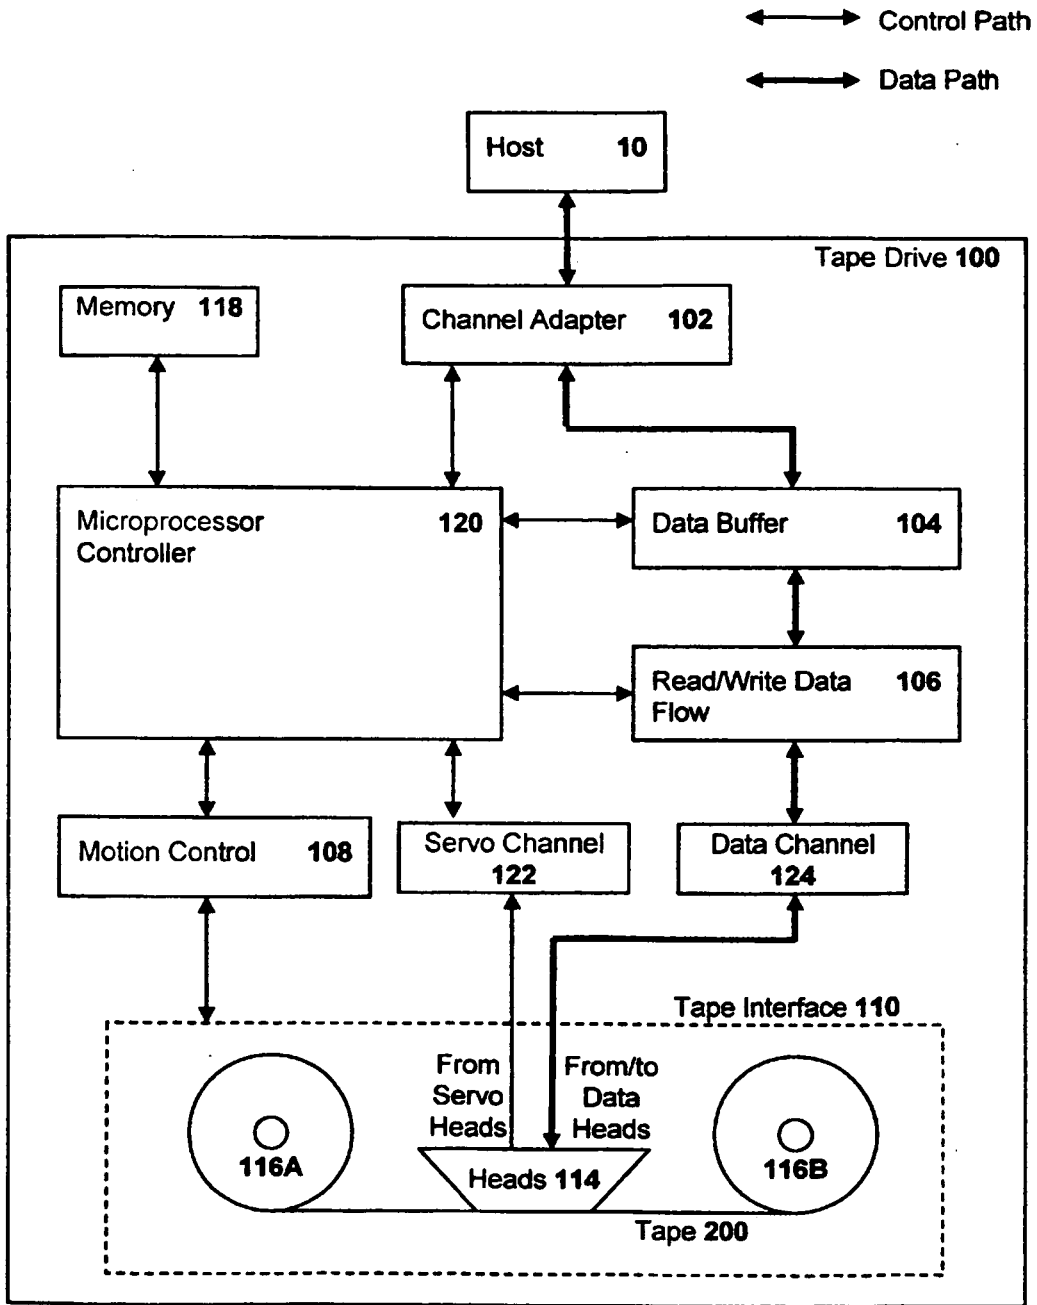 Control Path
Data Path
Host 10
Tape Drive 100
Memory 118
Channel Adapter 102
Microprocessor 120
Controller
Data Buffer 104
Read/Write Data 106
Flow
Motion Control 108
Servo Channel
122
Data Channel
124
Tape Interface 110
From
Servo
Heads
From/to
Data
Heads
116A
Heads 114
116B
Tape 200